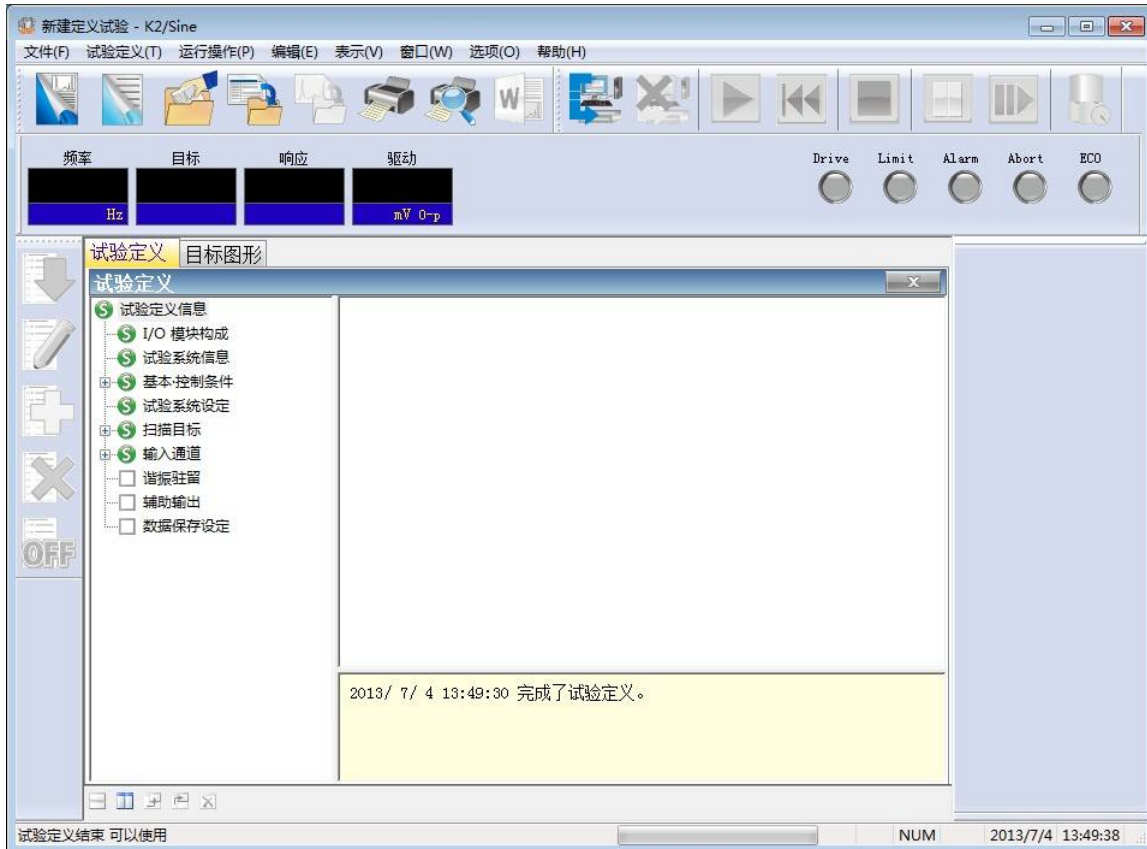 新建定义试验 - K2/Sine
文件(F) 试验定义(T) 运行操作(P) 编辑(E) 表示(V) 窗口(W) 选项(O) 帮助(H)
W
频率 目标 响应 驱动 Drive Limit Alarm Abort ECO
Hz mV 0-p
试验定义 目标图形
试验定义
试验定义信息
I/O 模块构成
试验系统信息
基本·控制条件
试验系统设定
扫描目标
输入通道
谐振驻留
辅助输出
数据保存设定
OFF
2013/ 7/ 4 13:49:30 完成了试验定义。
试验定义结束 可以使用 NUM 2013/7/4 13:49:38